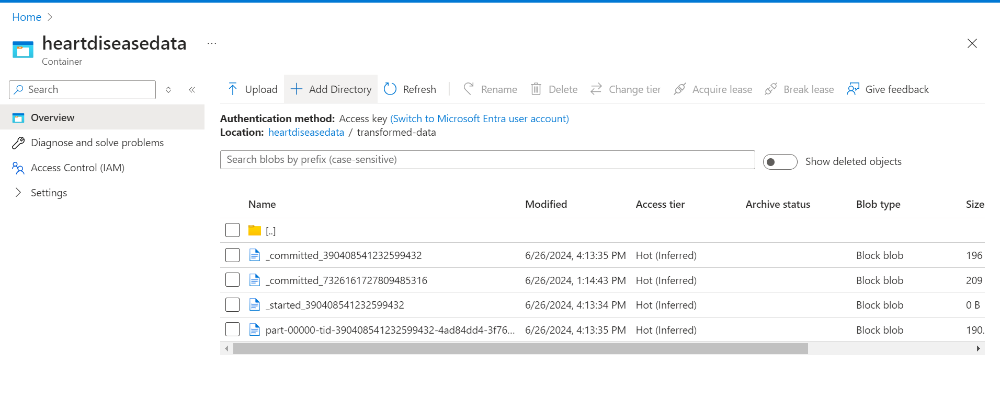 Home
heartdiseasedata ...
Container
Search
Overview
Diagnose and solve problems
Access Control (IAM)
Settings
Upload Add Directory Refresh Rename Delete Change tier Acquire lease Break lease Give feedback
Authentication method: Access key (Switch to Microsoft Entra user account)
Location: heartdiseasedata / transformed-data
Search blobs by prefix (case-sensitive)
Show deleted objects
Name Modified Access tier Archive status Blob type Size
[..]
_committed_390408541232599432 6/26/2024, 4:13:35 PM Hot (Inferred) Block blob 196
_committed_7326161727809485316 6/26/2024, 1:14:43 PM Hot (Inferred) Block blob 209
_started_390408541232599432 6/26/2024, 4:13:34 PM Hot (Inferred) Block blob 0 B
part-00000-tid-390408541232599432-4ad84dd4-3f76... 6/26/2024, 4:13:35 PM Hot (Inferred) Block blob 190.